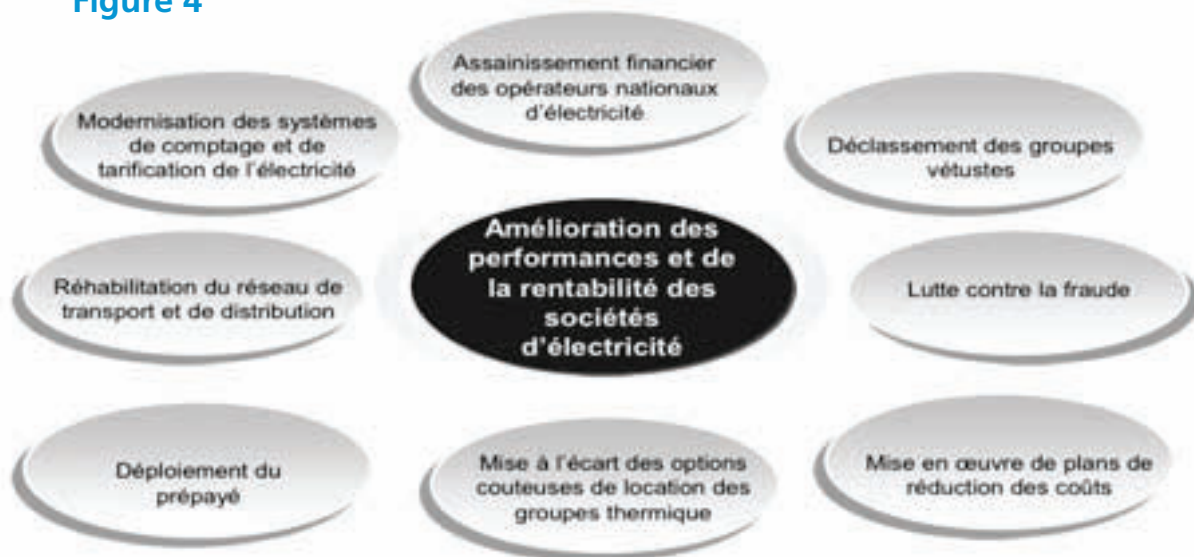 Figure 4
Assainissement financier
des opérateurs nationaux
d'électricité
Modernisation des systèmes
de comptage et de
tarification de l'électricité
Déclassement des groupes
vétustes
Amélioration des
performances et de
la rentabilité des
sociétés
d'électricité
Réhabilitation du réseau de
transport et de distribution
Lutte contre la fraude
Déploiement du
prépayé
Mise à l'écart des options
couteuses de location des
groupes thermique
Mise en œuvre de plans de
réduction des coûts